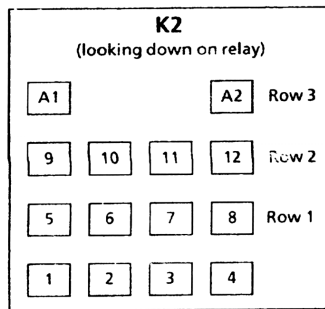 K2
(looking down on relay)
A1 A2 Row 3
9 10 11 12 Row 2
5 6 7 8 Row 1
1 2 3 4